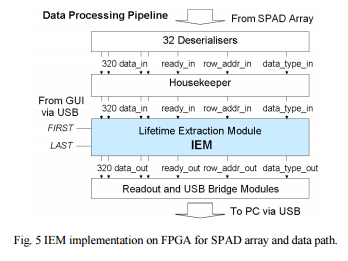 Data Processing Pipeline
From SPAD Array
32 Deserialisers
320 data_in ready_in row_addr_in data_type_in
Housekeeper
From GUI
via USB
320 data_in ready_in row_addr_in data_type_in
FIRST
LAST
Lifetime Extraction Module
IEM
320 data_out ready_out row_addr_out data_type_out
Readout and USB Bridge Modules
To PC via USB
Fig. 5 IEM implementation on FPGA for SPAD array and data path.